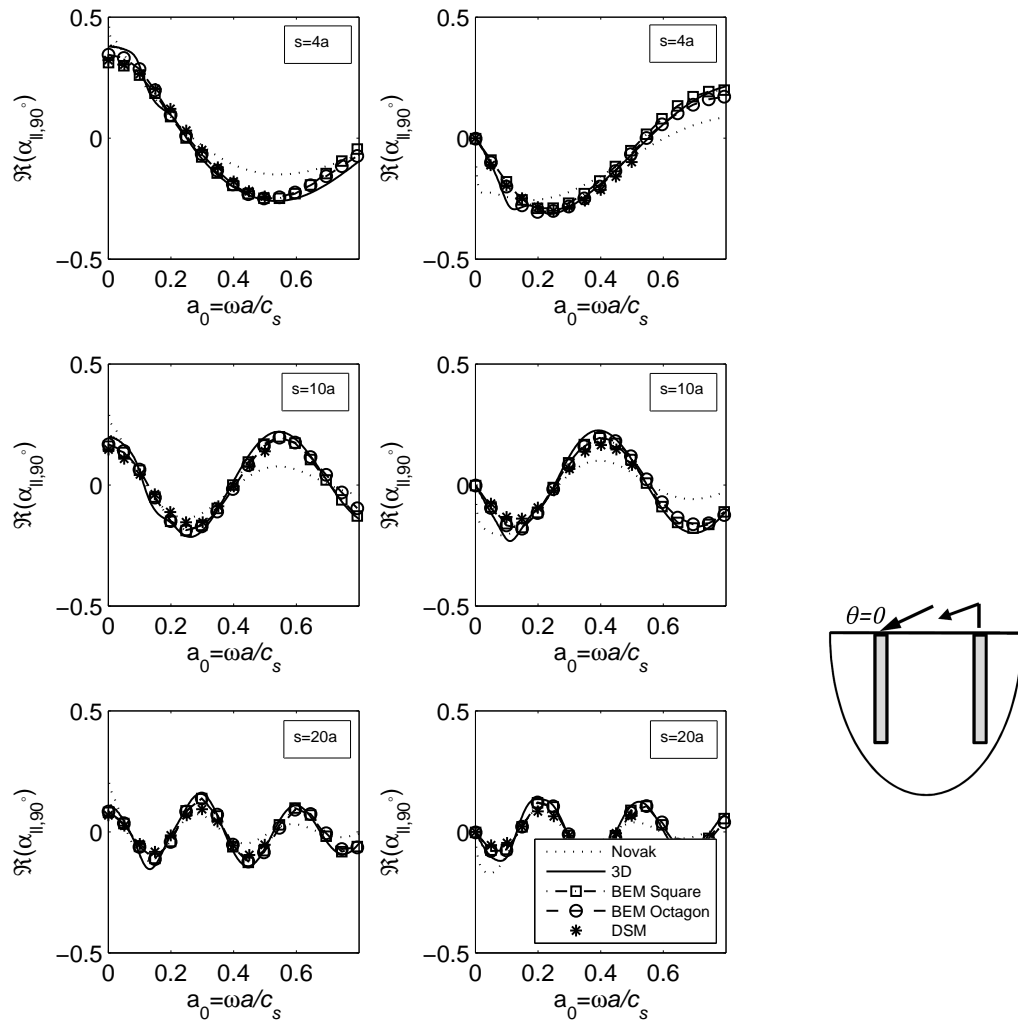 0.5
0
−0.5
ℜ(α_{II,90°})
s=4a
0 0.2 0.4 0.6
a₀=ωa/c_s
0.5
0
−0.5
ℜ(α_{II,90°})
s=4a
0 0.2 0.4 0.6
a₀=ωa/c_s
0.5
0
−0.5
ℜ(α_{II,90°})
s=10a
0 0.2 0.4 0.6
a₀=ωa/c_s
0.5
0
−0.5
ℜ(α_{II,90°})
s=10a
0 0.2 0.4 0.6
a₀=ωa/c_s
θ=0
0.5
0
−0.5
ℜ(α_{II,90°})
s=20a
0 0.2 0.4 0.6
a₀=ωa/c_s
0.5
0
−0.5
ℜ(α_{II,90°})
s=20a
Novak
3D
BEM Square
BEM Octagon
DSM
0 0.2 0.4 0.6
a₀=ωa/c_s